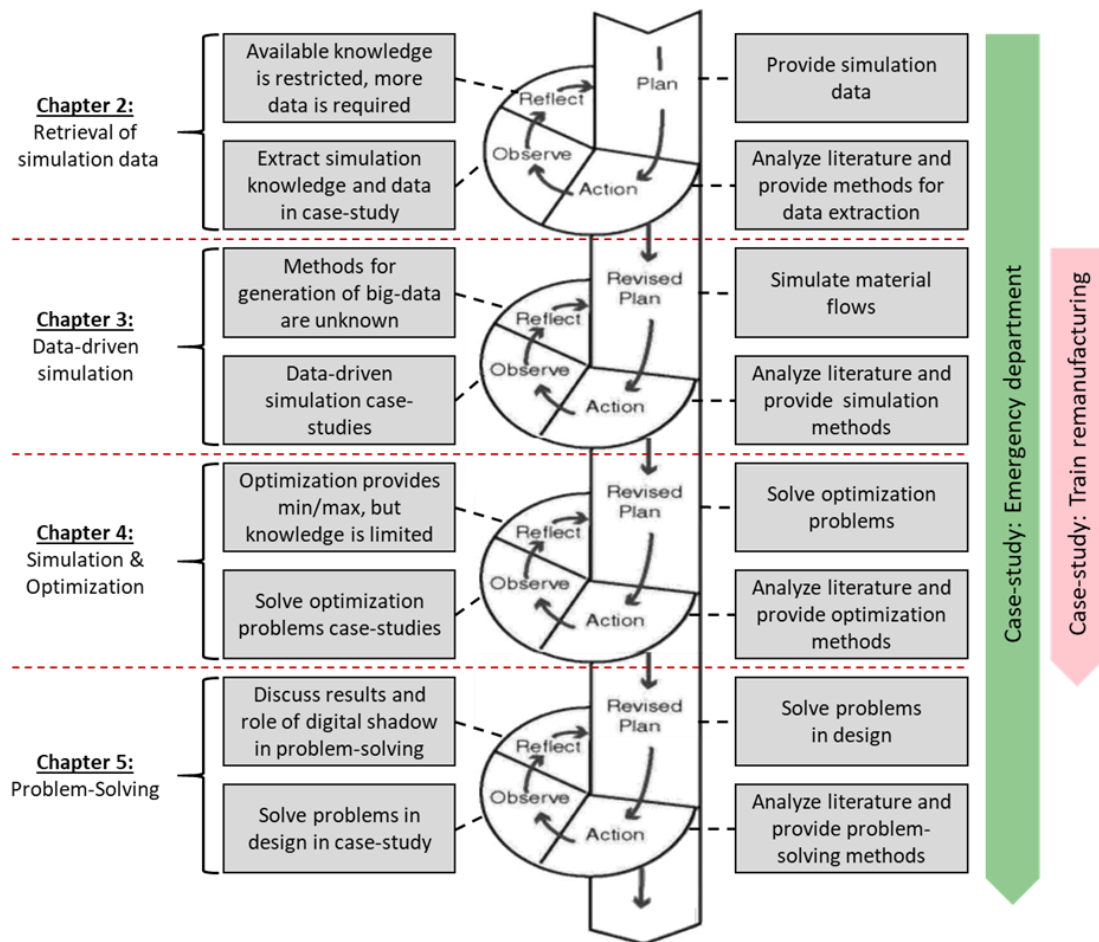 Chapter 2:
Retrieval of
simulation data
Available knowledge
is restricted, more
data is required
Extract simulation
knowledge and data
in case-study
Reflect
Observe
Plan
Action
Provide simulation
data
Analyze literature and
provide methods for
data extraction
Chapter 3:
Data-driven
simulation
Methods for
generation of big-data
are unknown
Data-driven
simulation case-
studies
Reflect
Observe
Revised
Plan
Action
Simulate material
flows
Analyze literature and
provide simulation
methods
Chapter 4:
Simulation &
Optimization
Optimization provides
min/max, but
knowledge is limited
Solve optimization
problems case-studies
Reflect
Observe
Revised
Plan
Action
Solve optimization
problems
Analyze literature and
provide optimization
methods
Chapter 5:
Problem-Solving
Discuss results and
role of digital shadow
in problem-solving
Solve problems in
design in case-study
Reflect
Observe
Revised
Plan
Action
Solve problems
in design
Analyze literature and
provide problem-
solving methods
Case-study: Emergency department
Case-study: Train remanufacturing